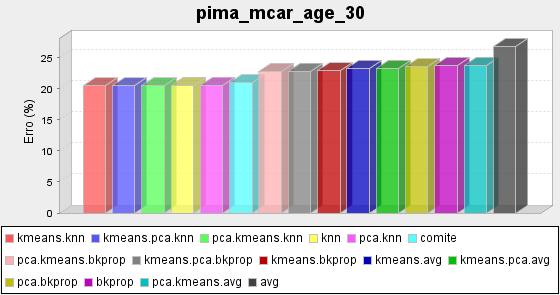 pima_mcar_age_30
Erro (%)
25
20
15
10
5
0
kmeans.knn kmeans.pca.knn pca.kmeans.knn knn pca.knn comite
pca.kmeans.bkprop kmeans.pca.bkprop kmeans.bkprop kmeans.avg kmeans.pca.avg
pca.bkprop bkprop pca.kmeans.avg avg